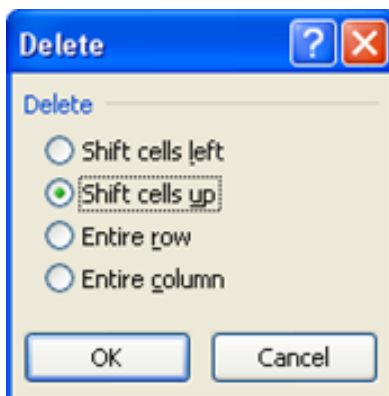 Delete
?
Delete
Shift cells left
Shift cells up
Entire row
Entire column
OK Cancel